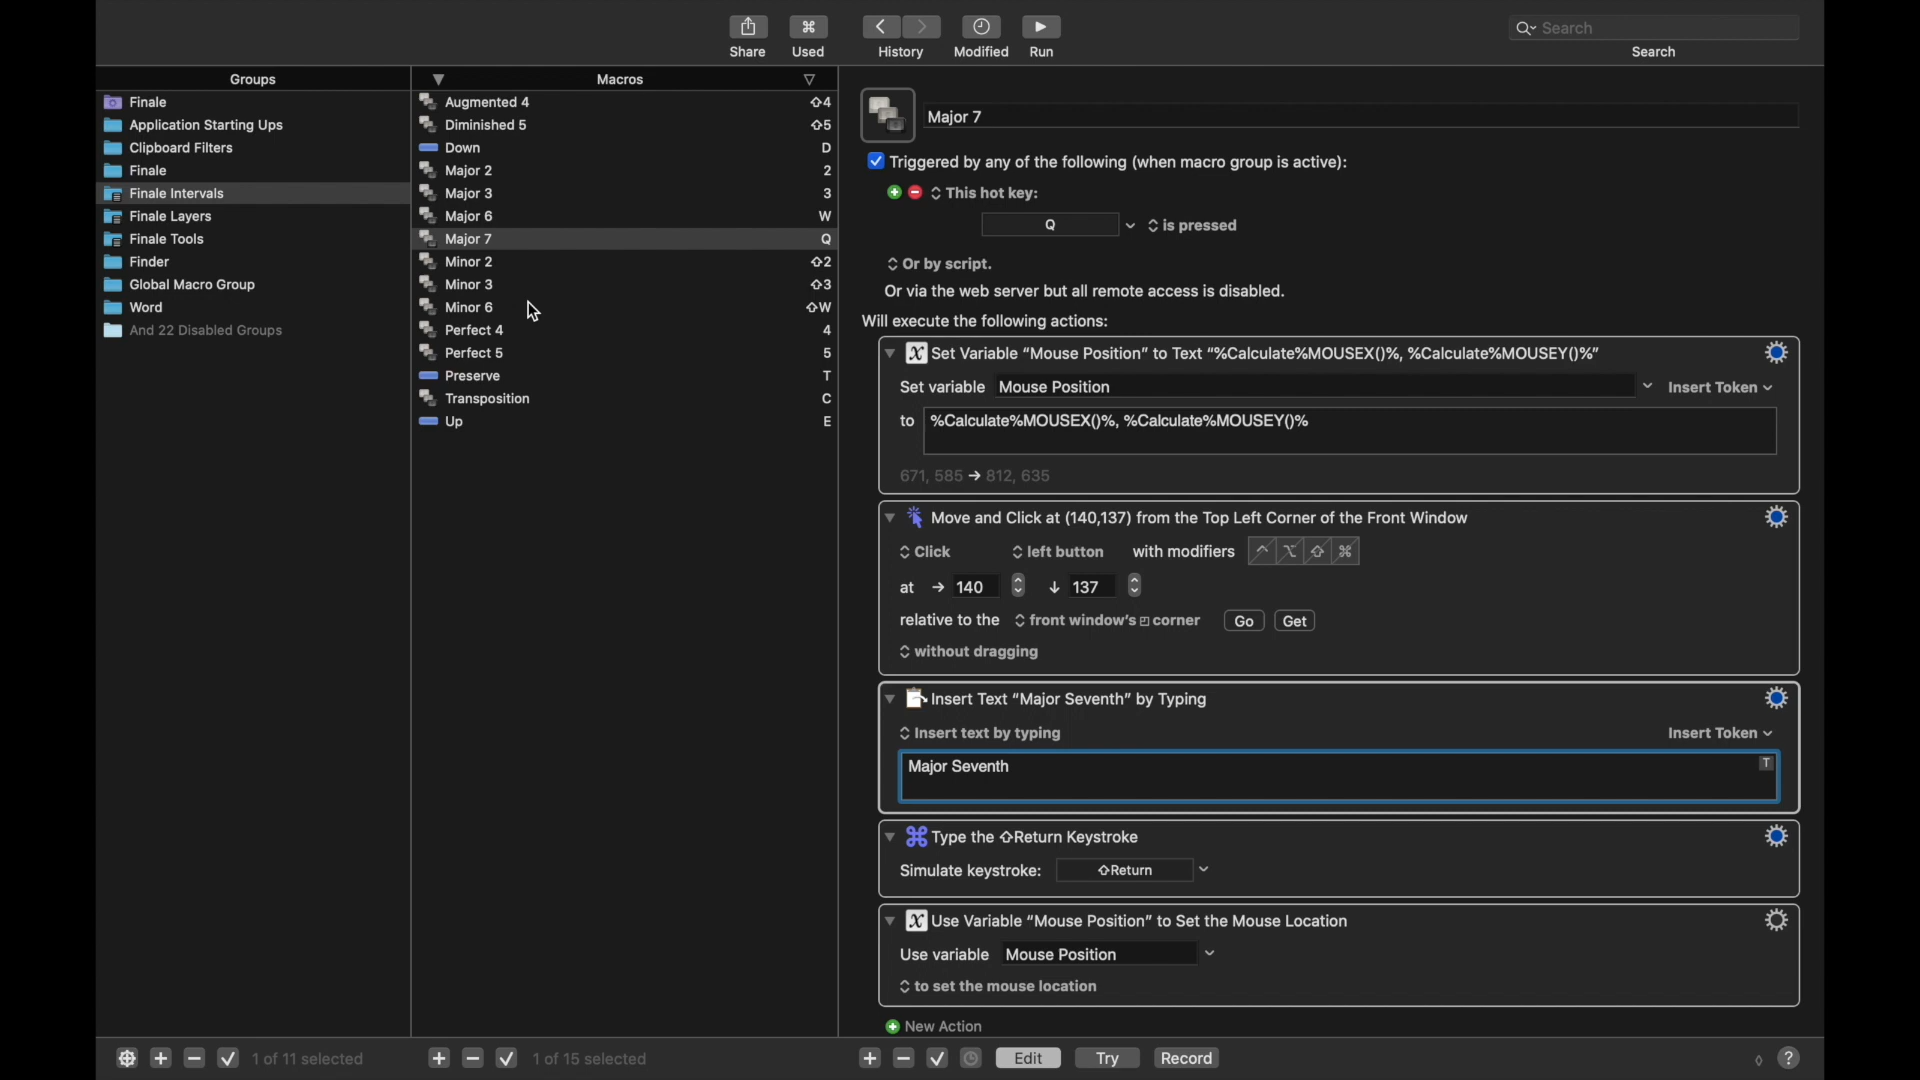 Share
Used
History
Modified
Run
Search
Search
Groups
Macros
Finale
Application Starting Ups
Clipboard Filters
Finale
Finale Intervals
Finale Layers
Finale Tools
Finder
Global Macro Group
Word
And 22 Disabled Groups
Augmented 4 ⇧4
Diminished 5 ⇧5
Down D
Major 2 2
Major 3 3
Major 6 W
Major 7 Q
Minor 2 ⇧2
Minor 3 ⇧3
Minor 6 ⇧W
Perfect 4 4
Perfect 5 5
Preserve T
Transposition C
Up E
Major 7
Triggered by any of the following (when macro group is active):
This hot key:
Q is pressed
Or by script.
Or via the web server but all remote access is disabled.
Will execute the following actions:
Set Variable “Mouse Position” to Text “%Calculate%MOUSEX()%, %Calculate%MOUSEY()%”
Set variable Mouse Position Insert Token
to %Calculate%MOUSEX()%, %Calculate%MOUSEY()%
671, 585 → 812, 635
Move and Click at (140,137) from the Top Left Corner of the Front Window
Click left button with modifiers ⌃ ⌥ ⇧ ⌘
at → 140 ↓ 137
relative to the front window’s corner Go Get
without dragging
Insert Text “Major Seventh” by Typing
Insert text by typing Insert Token
Major Seventh T
Type the ⇧Return Keystroke
Simulate keystroke: ⇧Return
Use Variable “Mouse Position” to Set the Mouse Location
Use variable Mouse Position
to set the mouse location
New Action
1 of 11 selected
1 of 15 selected
Edit Try Record ?